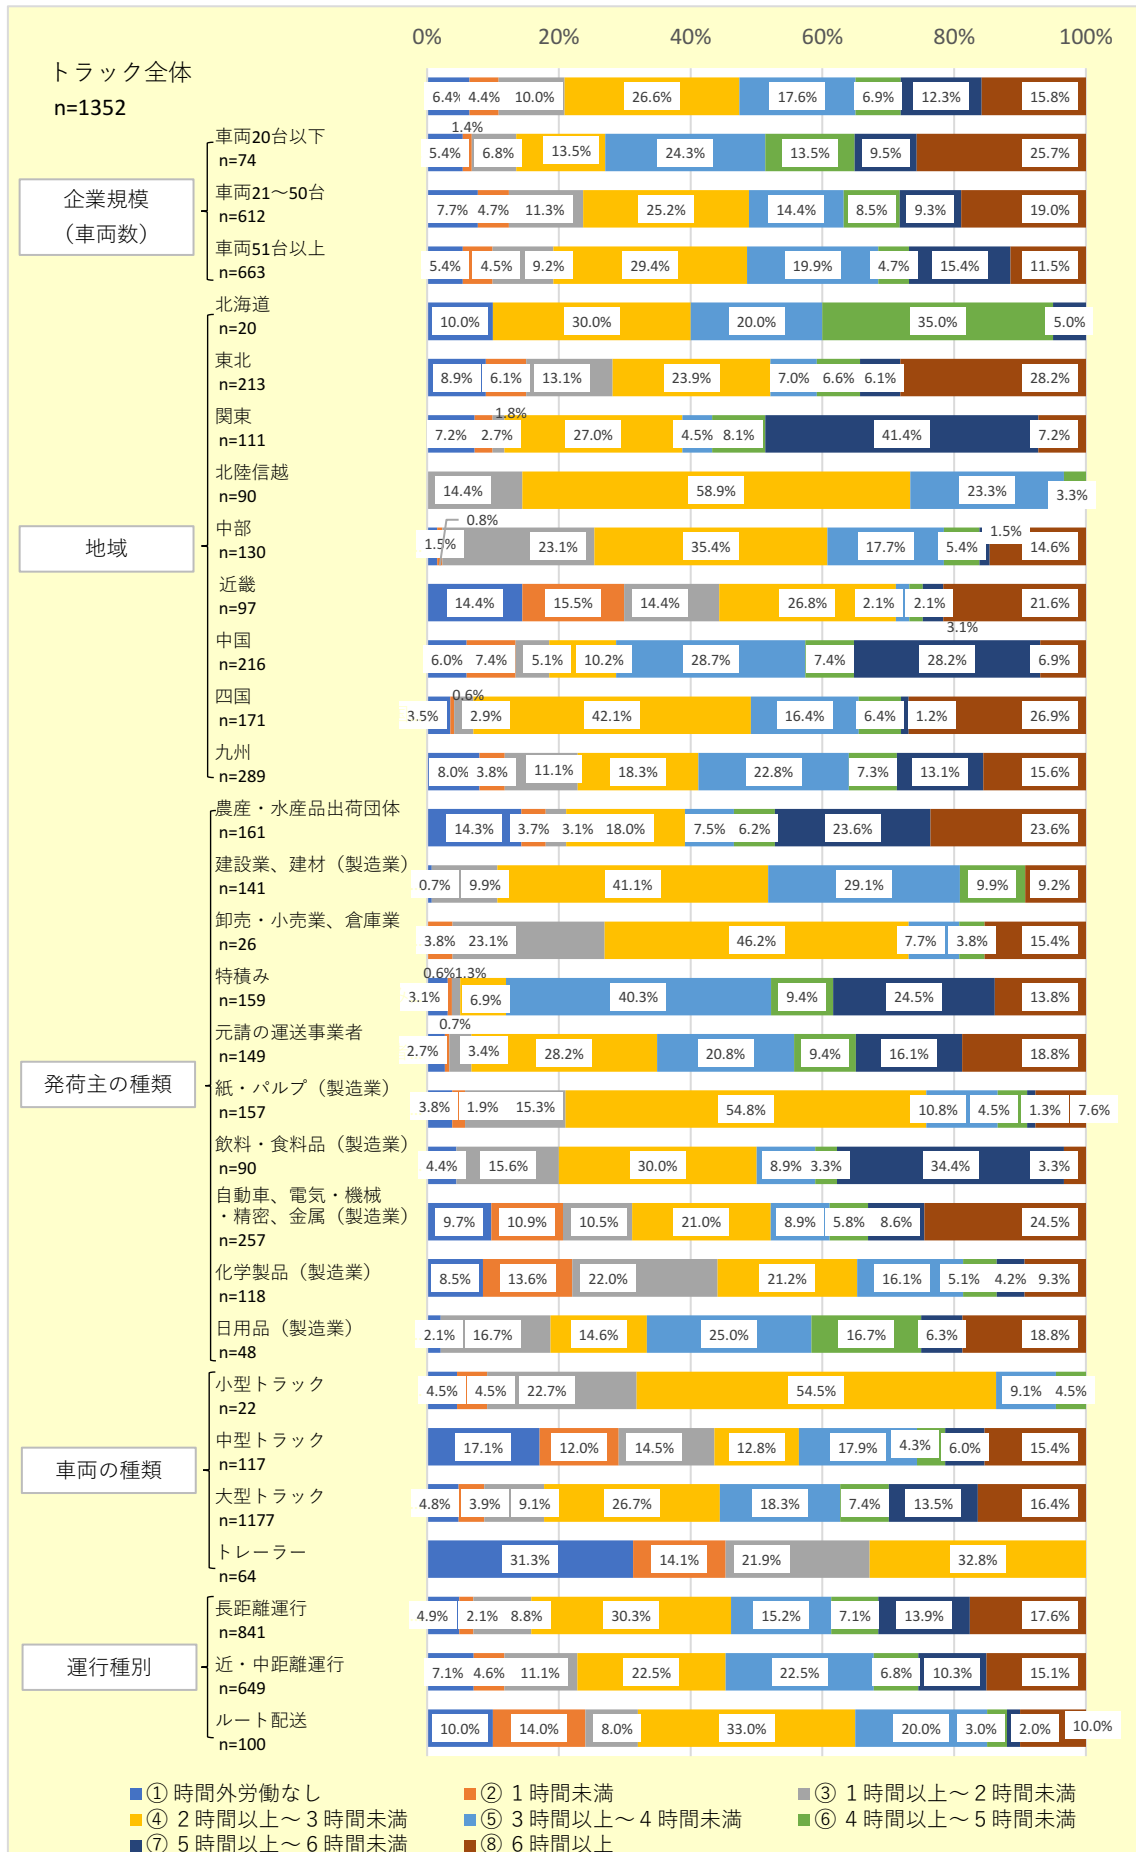 0% 20% 40% 60% 80% 100%
トラック全体
n=1352
6.4% 4.4% 10.0% 26.6% 17.6% 6.9% 12.3% 15.8%
企業規模
（車両数）
車両20台以下
n=74
5.4% 1.4% 6.8% 13.5% 24.3% 13.5% 9.5% 25.7%
車両21～50台
n=612
7.7% 4.7% 11.3% 25.2% 14.4% 8.5% 9.3% 19.0%
車両51台以上
n=663
5.4% 4.5% 9.2% 29.4% 19.9% 4.7% 15.4% 11.5%
地域
北海道
n=20
10.0% 30.0% 20.0% 35.0% 5.0%
東北
n=213
8.9% 6.1% 13.1% 23.9% 7.0% 6.6% 6.1% 28.2%
関東
n=111
7.2% 2.7% 1.8% 27.0% 4.5% 8.1% 41.4% 7.2%
北陸信越
n=90
14.4% 58.9% 23.3% 3.3%
中部
n=130
1.5% 0.8% 23.1% 35.4% 17.7% 5.4% 1.5% 14.6%
近畿
n=97
14.4% 15.5% 14.4% 26.8% 2.1% 2.1% 3.1% 21.6%
中国
n=216
6.0% 7.4% 5.1% 10.2% 28.7% 7.4% 28.2% 6.9%
四国
n=171
3.5% 0.6% 2.9% 42.1% 16.4% 6.4% 1.2% 26.9%
九州
n=289
8.0% 3.8% 11.1% 18.3% 22.8% 7.3% 13.1% 15.6%
発荷主の種類
農産・水産品出荷団体
n=161
14.3% 3.7% 3.1% 18.0% 7.5% 6.2% 23.6% 23.6%
建設業、建材（製造業）
n=141
0.7% 9.9% 41.1% 29.1% 9.9% 9.2%
卸売・小売業、倉庫業
n=26
3.8% 23.1% 46.2% 7.7% 3.8% 15.4%
特積み
n=159
3.1% 0.6% 1.3% 6.9% 40.3% 9.4% 24.5% 13.8%
元請の運送事業者
n=149
2.7% 0.7% 3.4% 28.2% 20.8% 9.4% 16.1% 18.8%
紙・パルプ（製造業）
n=157
3.8% 1.9% 15.3% 54.8% 10.8% 4.5% 1.3% 7.6%
飲料・食料品（製造業）
n=90
4.4% 15.6% 30.0% 8.9% 3.3% 34.4% 3.3%
自動車、電気・機械
・精密、金属（製造業）
n=257
9.7% 10.9% 10.5% 21.0% 8.9% 5.8% 8.6% 24.5%
化学製品（製造業）
n=118
8.5% 13.6% 22.0% 21.2% 16.1% 5.1% 4.2% 9.3%
日用品（製造業）
n=48
2.1% 16.7% 14.6% 25.0% 16.7% 6.3% 18.8%
車両の種類
小型トラック
n=22
4.5% 4.5% 22.7% 54.5% 9.1% 4.5%
中型トラック
n=117
17.1% 12.0% 14.5% 12.8% 17.9% 4.3% 6.0% 15.4%
大型トラック
n=1177
4.8% 3.9% 9.1% 26.7% 18.3% 7.4% 13.5% 16.4%
トレーラー
n=64
31.3% 14.1% 21.9% 32.8%
運行種別
長距離運行
n=841
4.9% 2.1% 8.8% 30.3% 15.2% 7.1% 13.9% 17.6%
近・中距離運行
n=649
7.1% 4.6% 11.1% 22.5% 22.5% 6.8% 10.3% 15.1%
ルート配送
n=100
10.0% 14.0% 8.0% 33.0% 20.0% 3.0% 2.0% 10.0%
①時間外労働なし ②１時間未満 ③１時間以上～２時間未満
④２時間以上～３時間未満 ⑤３時間以上～４時間未満 ⑥４時間以上～５時間未満
⑦５時間以上～６時間未満 ⑧６時間以上